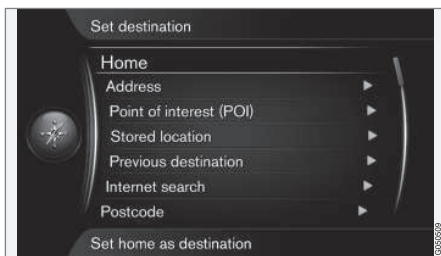 Set destination
Home
Address
Point of interest (POI)
Stored location
Previous destination
Internet search
Postcode
Set home as destination
G050509